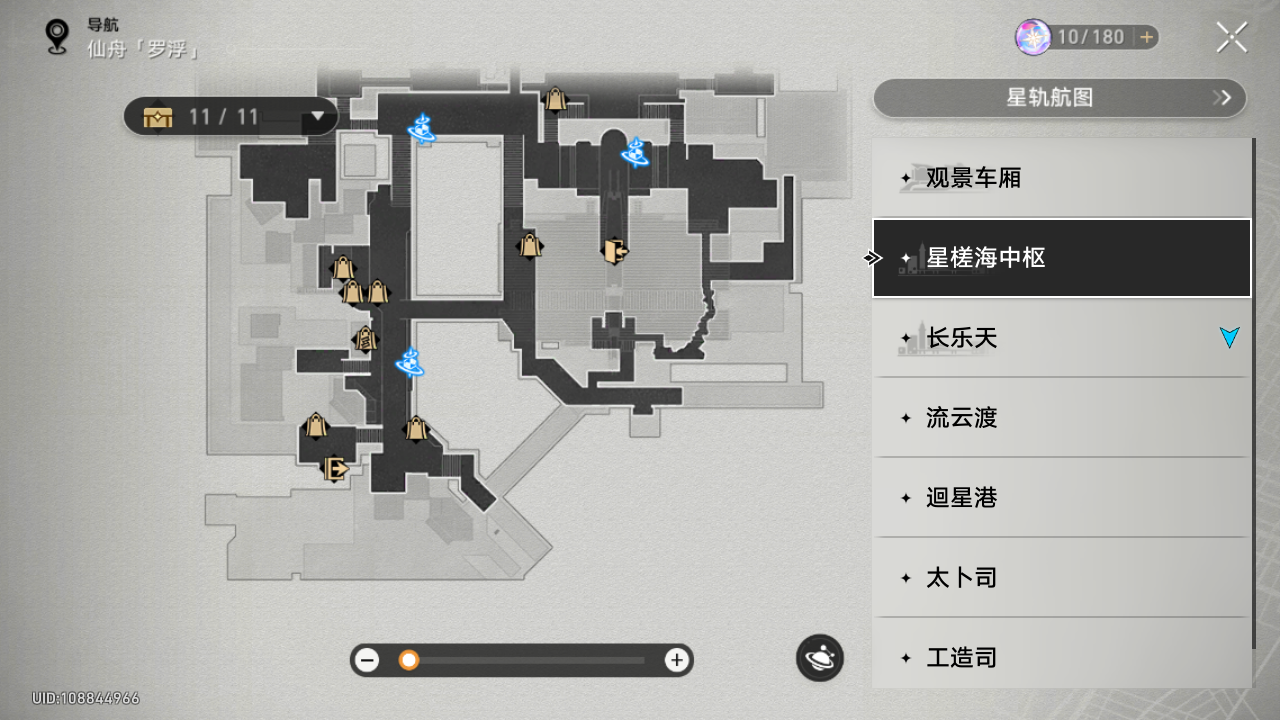 导航
仙舟「罗浮」
10/180
11 / 11
星轨航图
观景车厢
星槎海中枢
长乐天
流云渡
迴星港
太卜司
工造司
UID:108844966